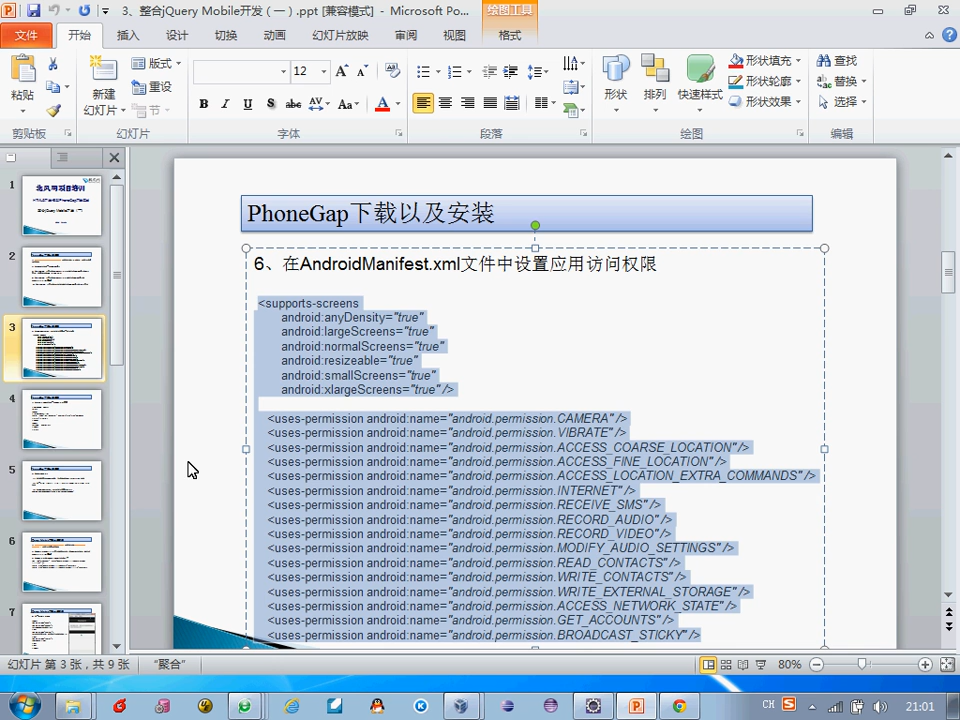 3、整合jQuery Mobile开发（一）.ppt [兼容模式] - Microsoft Po...
绘图工具
文件 开始 插入 设计 切换 动画 幻灯片放映 审阅 视图 格式
粘贴
新建
幻灯片
版式
重设
节
12
B I U S abc AV Aa A
形状 排列 快速样式
形状填充
形状轮廓
形状效果
查找
替换
选择
剪贴板 幻灯片 字体 段落 绘图 编辑
1
2
3
4
5
6
7
PhoneGap下载以及安装
6、在AndroidManifest.xml文件中设置应用访问权限
<supports-screens
android:anyDensity="true"
android:largeScreens="true"
android:normalScreens="true"
android:resizeable="true"
android:smallScreens="true"
android:xlargeScreens="true" />
<uses-permission android:name="android.permission.CAMERA" />
<uses-permission android:name="android.permission.VIBRATE" />
<uses-permission android:name="android.permission.ACCESS_COARSE_LOCATION" />
<uses-permission android:name="android.permission.ACCESS_FINE_LOCATION" />
<uses-permission android:name="android.permission.ACCESS_LOCATION_EXTRA_COMMANDS" />
<uses-permission android:name="android.permission.INTERNET" />
<uses-permission android:name="android.permission.RECEIVE_SMS" />
<uses-permission android:name="android.permission.RECORD_AUDIO" />
<uses-permission android:name="android.permission.RECORD_VIDEO" />
<uses-permission android:name="android.permission.MODIFY_AUDIO_SETTINGS" />
<uses-permission android:name="android.permission.READ_CONTACTS" />
<uses-permission android:name="android.permission.WRITE_CONTACTS" />
<uses-permission android:name="android.permission.WRITE_EXTERNAL_STORAGE" />
<uses-permission android:name="android.permission.ACCESS_NETWORK_STATE" />
<uses-permission android:name="android.permission.GET_ACCOUNTS" />
<uses-permission android:name="android.permission.BROADCAST_STICKY" />
幻灯片 第 3 张，共 9 张 "聚合" 80%
CH 21:01